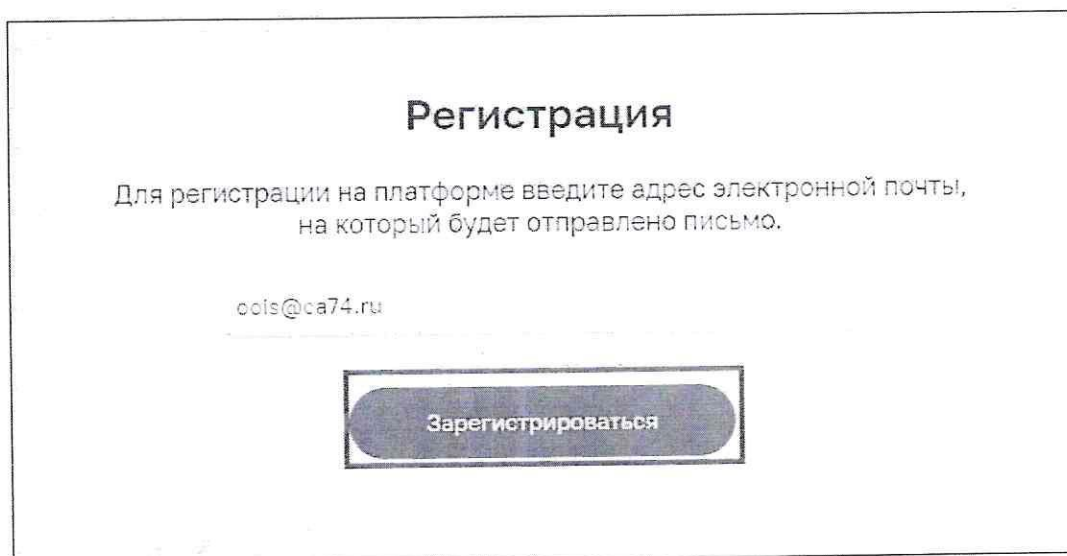 Регистрация
Для регистрации на платформе введите адрес электронной почты,
на который будет отправлено письмо.
oois@ca74.ru
Зарегистрироваться